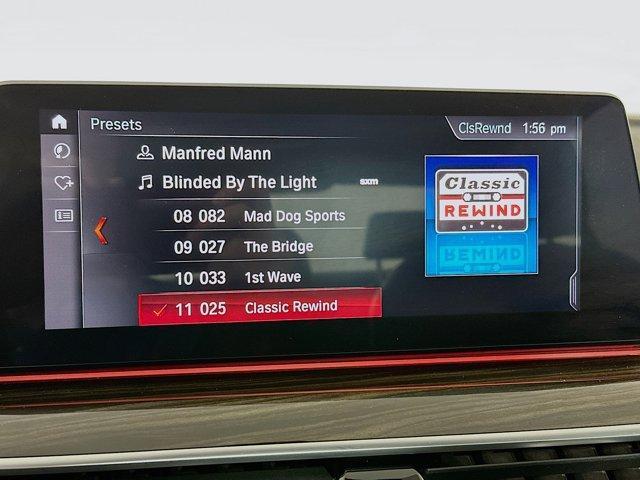 Presets
ClsRewnd 1:56 pm
Manfred Mann
Blinded By The Light
sxm
08 082 Mad Dog Sports
09 027 The Bridge
10 033 1st Wave
11 025 Classic Rewind
Classic
REWIND